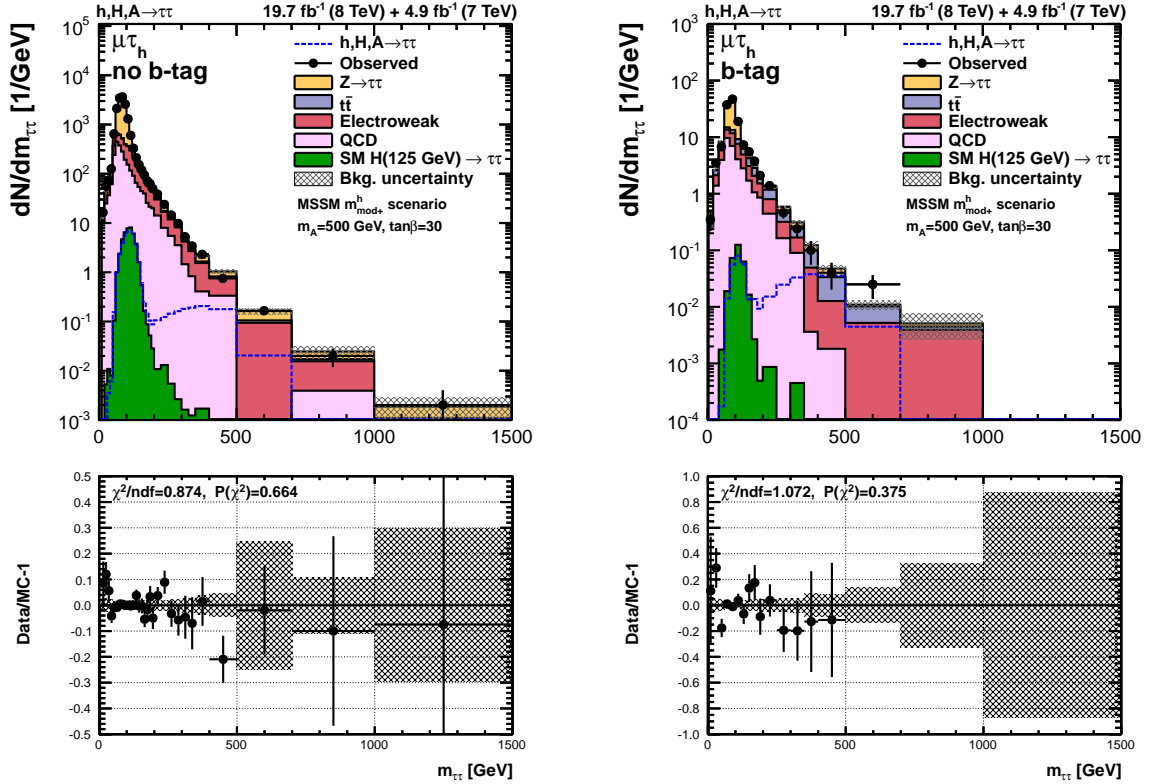 h,H,A→ττ 19.7 fb⁻¹ (8 TeV) + 4.9 fb⁻¹ (7 TeV)
dN/dm_ττ [1/GeV]
10⁶
10⁵
10⁴
10³
10²
10
1
10⁻¹
10⁻²
10⁻³
μτ_h
no b-tag
h,H,A→ττ
Observed
Z→ττ
tt̄
Electroweak
QCD
SM H(125 GeV) → ττ
Bkg. uncertainty
MSSM m^h_mod+ scenario
m_A=500 GeV, tanβ=30
0 500 1000 1500
Data/MC-1
0.5
0.4
0.3
0.2
0.1
0.0
-0.1
-0.2
-0.3
-0.4
-0.5
χ²/ndf=0.874, P(χ²)=0.664
0 500 1000 1500
m_ττ [GeV]
h,H,A→ττ 19.7 fb⁻¹ (8 TeV) + 4.9 fb⁻¹ (7 TeV)
dN/dm_ττ [1/GeV]
10³
10²
10
1
10⁻¹
10⁻²
10⁻³
10⁻⁴
μτ_h
b-tag
h,H,A→ττ
Observed
Z→ττ
tt̄
Electroweak
QCD
SM H(125 GeV) → ττ
Bkg. uncertainty
MSSM m^h_mod+ scenario
m_A=500 GeV, tanβ=30
0 500 1000 1500
Data/MC-1
1.0
0.8
0.6
0.4
0.2
0.0
-0.2
-0.4
-0.6
-0.8
-1.0
χ²/ndf=1.072, P(χ²)=0.375
0 500 1000 1500
m_ττ [GeV]